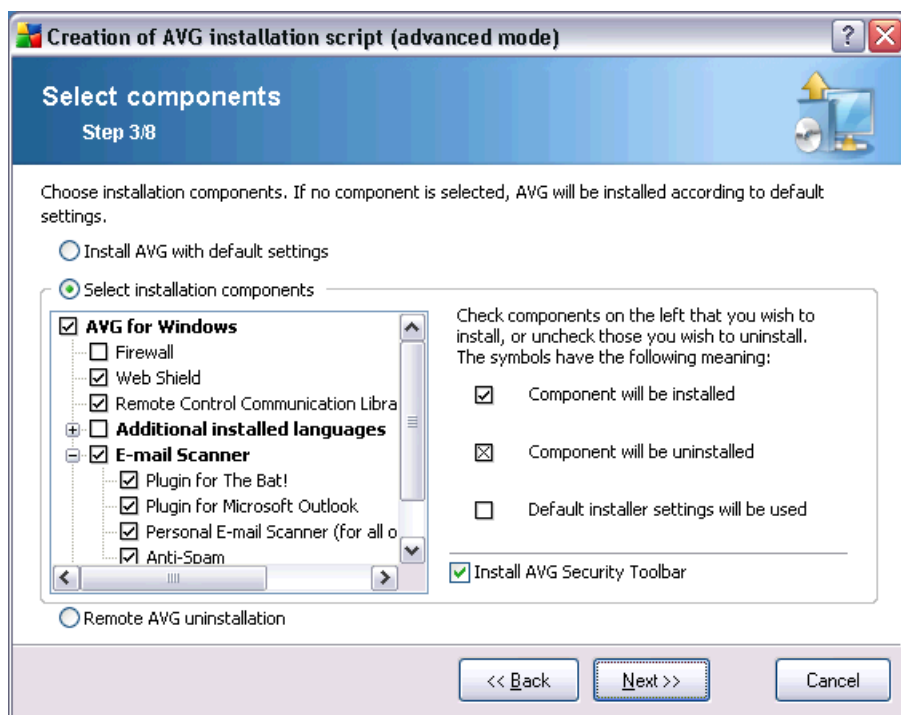 Creation of AVG installation script (advanced mode)
Select components
Step 3/8
Choose installation components. If no component is selected, AVG will be installed according to default
settings.
Install AVG with default settings
Select installation components
AVG for Windows
Firewall
Web Shield
Remote Control Communication Libra
Additional installed languages
E-mail Scanner
Plugin for The Bat!
Plugin for Microsoft Outlook
Personal E-mail Scanner (for all o
Anti-Spam
Check components on the left that you wish to
install, or uncheck those you wish to uninstall.
The symbols have the following meaning:
Component will be installed
Component will be uninstalled
Default installer settings will be used
Install AVG Security Toolbar
Remote AVG uninstallation
<< Back
Next >>
Cancel